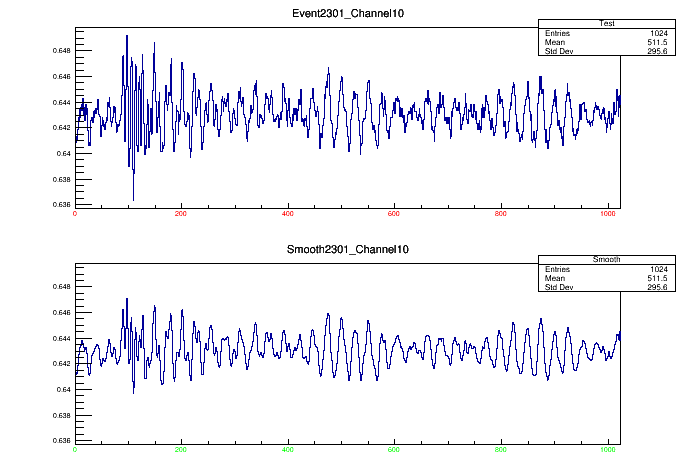 Event2301_Channel10
Test
Entries 1024
Mean 511.5
Std Dev 295.6
0.648
0.646
0.644
0.642
0.64
0.638
0.636
0 200 400 600 800 1000
Smooth2301_Channel10
Smooth
Entries 1024
Mean 511.5
Std Dev 295.6
0.648
0.646
0.644
0.642
0.64
0.638
0.636
0 200 400 600 800 1000